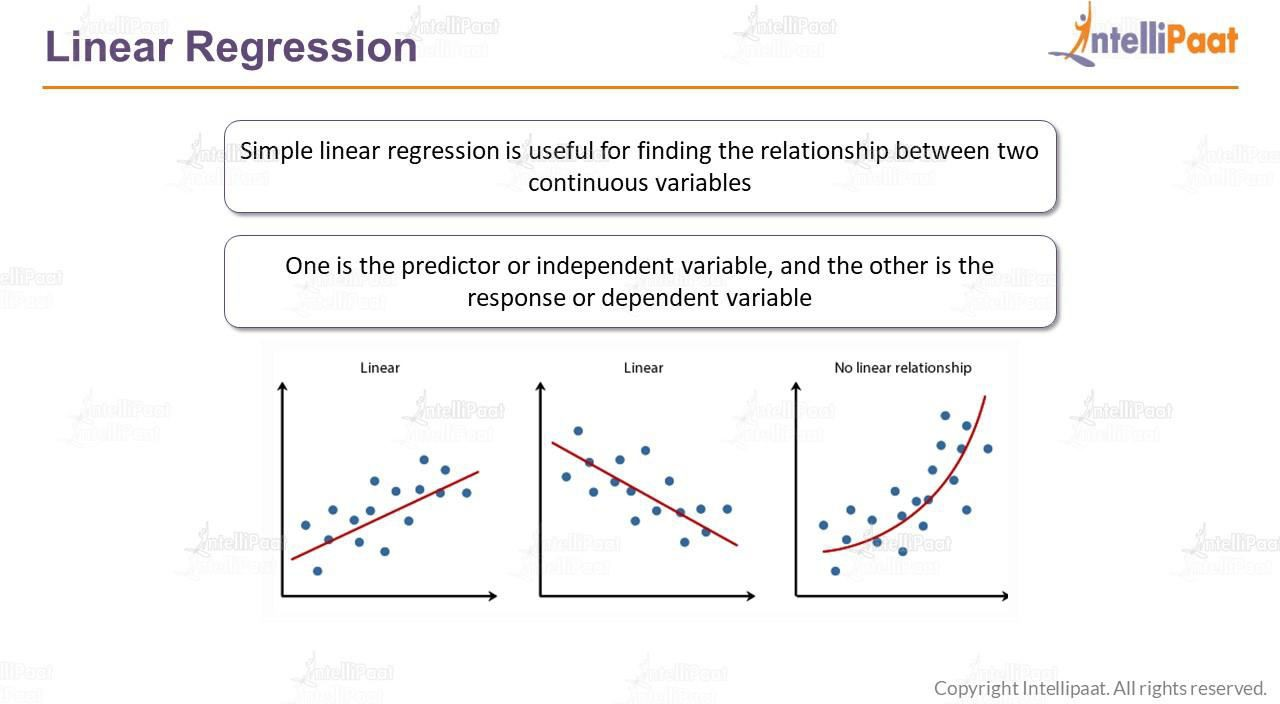 Linear Regression
IntelliPaat
Simple linear regression is useful for finding the relationship between two
continuous variables
One is the predictor or independent variable, and the other is the
response or dependent variable
Linear
Linear
No linear relationship
Copyright Intellipaat. All rights reserved.